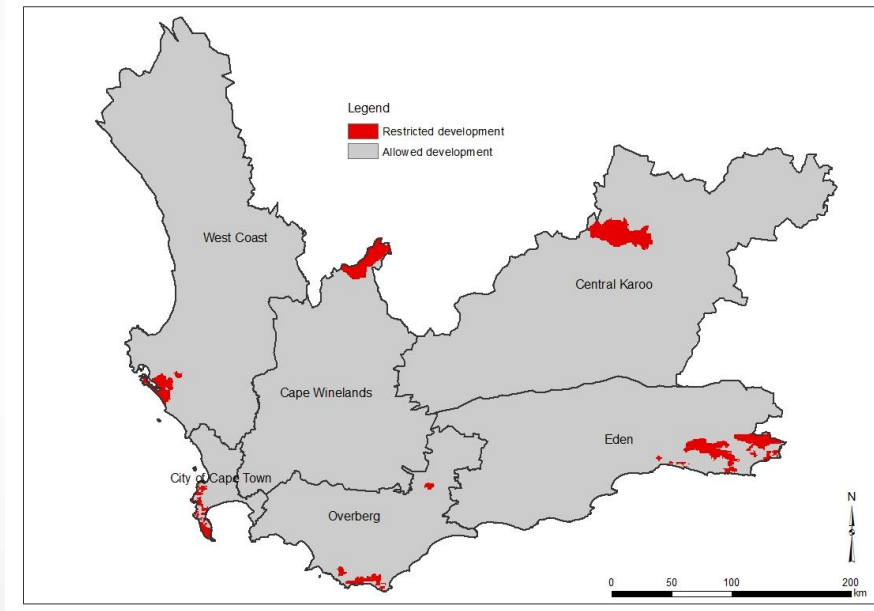 Legend
Restricted development
Allowed development
West Coast
Central Karoo
Cape Winelands
Eden
City of Cape Town
Overberg
N
0 50 100 200
km